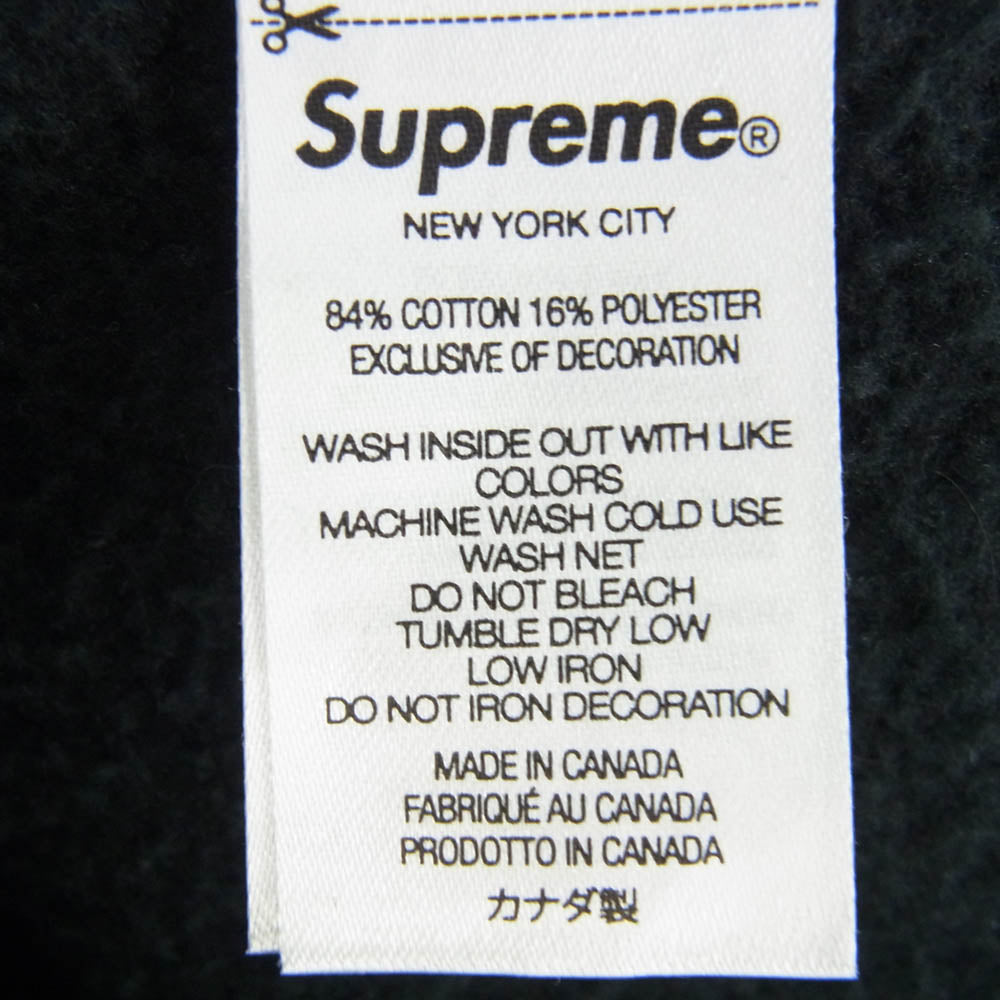 Supreme®
NEW YORK CITY
84% COTTON 16% POLYESTER
EXCLUSIVE OF DECORATION
WASH INSIDE OUT WITH LIKE
COLORS
MACHINE WASH COLD USE
WASH NET
DO NOT BLEACH
TUMBLE DRY LOW
LOW IRON
DO NOT IRON DECORATION
MADE IN CANADA
FABRIQUÉ AU CANADA
PRODOTTO IN CANADA
カナダ製